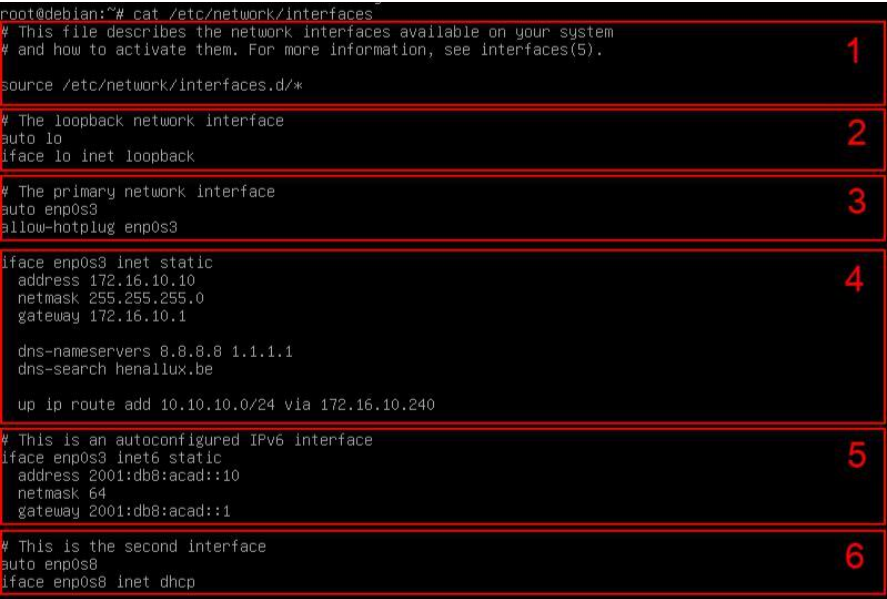 root@debian:~# cat /etc/network/interfaces
# This file describes the network interfaces available on your system
# and how to activate them. For more information, see interfaces(5).
1
source /etc/network/interfaces.d/*
# The loopback network interface
auto lo
iface lo inet loopback
2
# The primary network interface
auto enp0s3
allow-hotplug enp0s3
3
iface enp0s3 inet static
address 172.16.10.10
netmask 255.255.255.0
gateway 172.16.10.1
4
dns-nameservers 8.8.8.8 1.1.1.1
dns-search henallux.be
up ip route add 10.10.10.0/24 via 172.16.10.240
# This is an autoconfigured IPv6 interface
iface enp0s3 inet6 static
address 2001:db8:acad::10
netmask 64
gateway 2001:db8:acad::1
5
# This is the second interface
auto enp0s8
iface enp0s8 inet dhcp
6